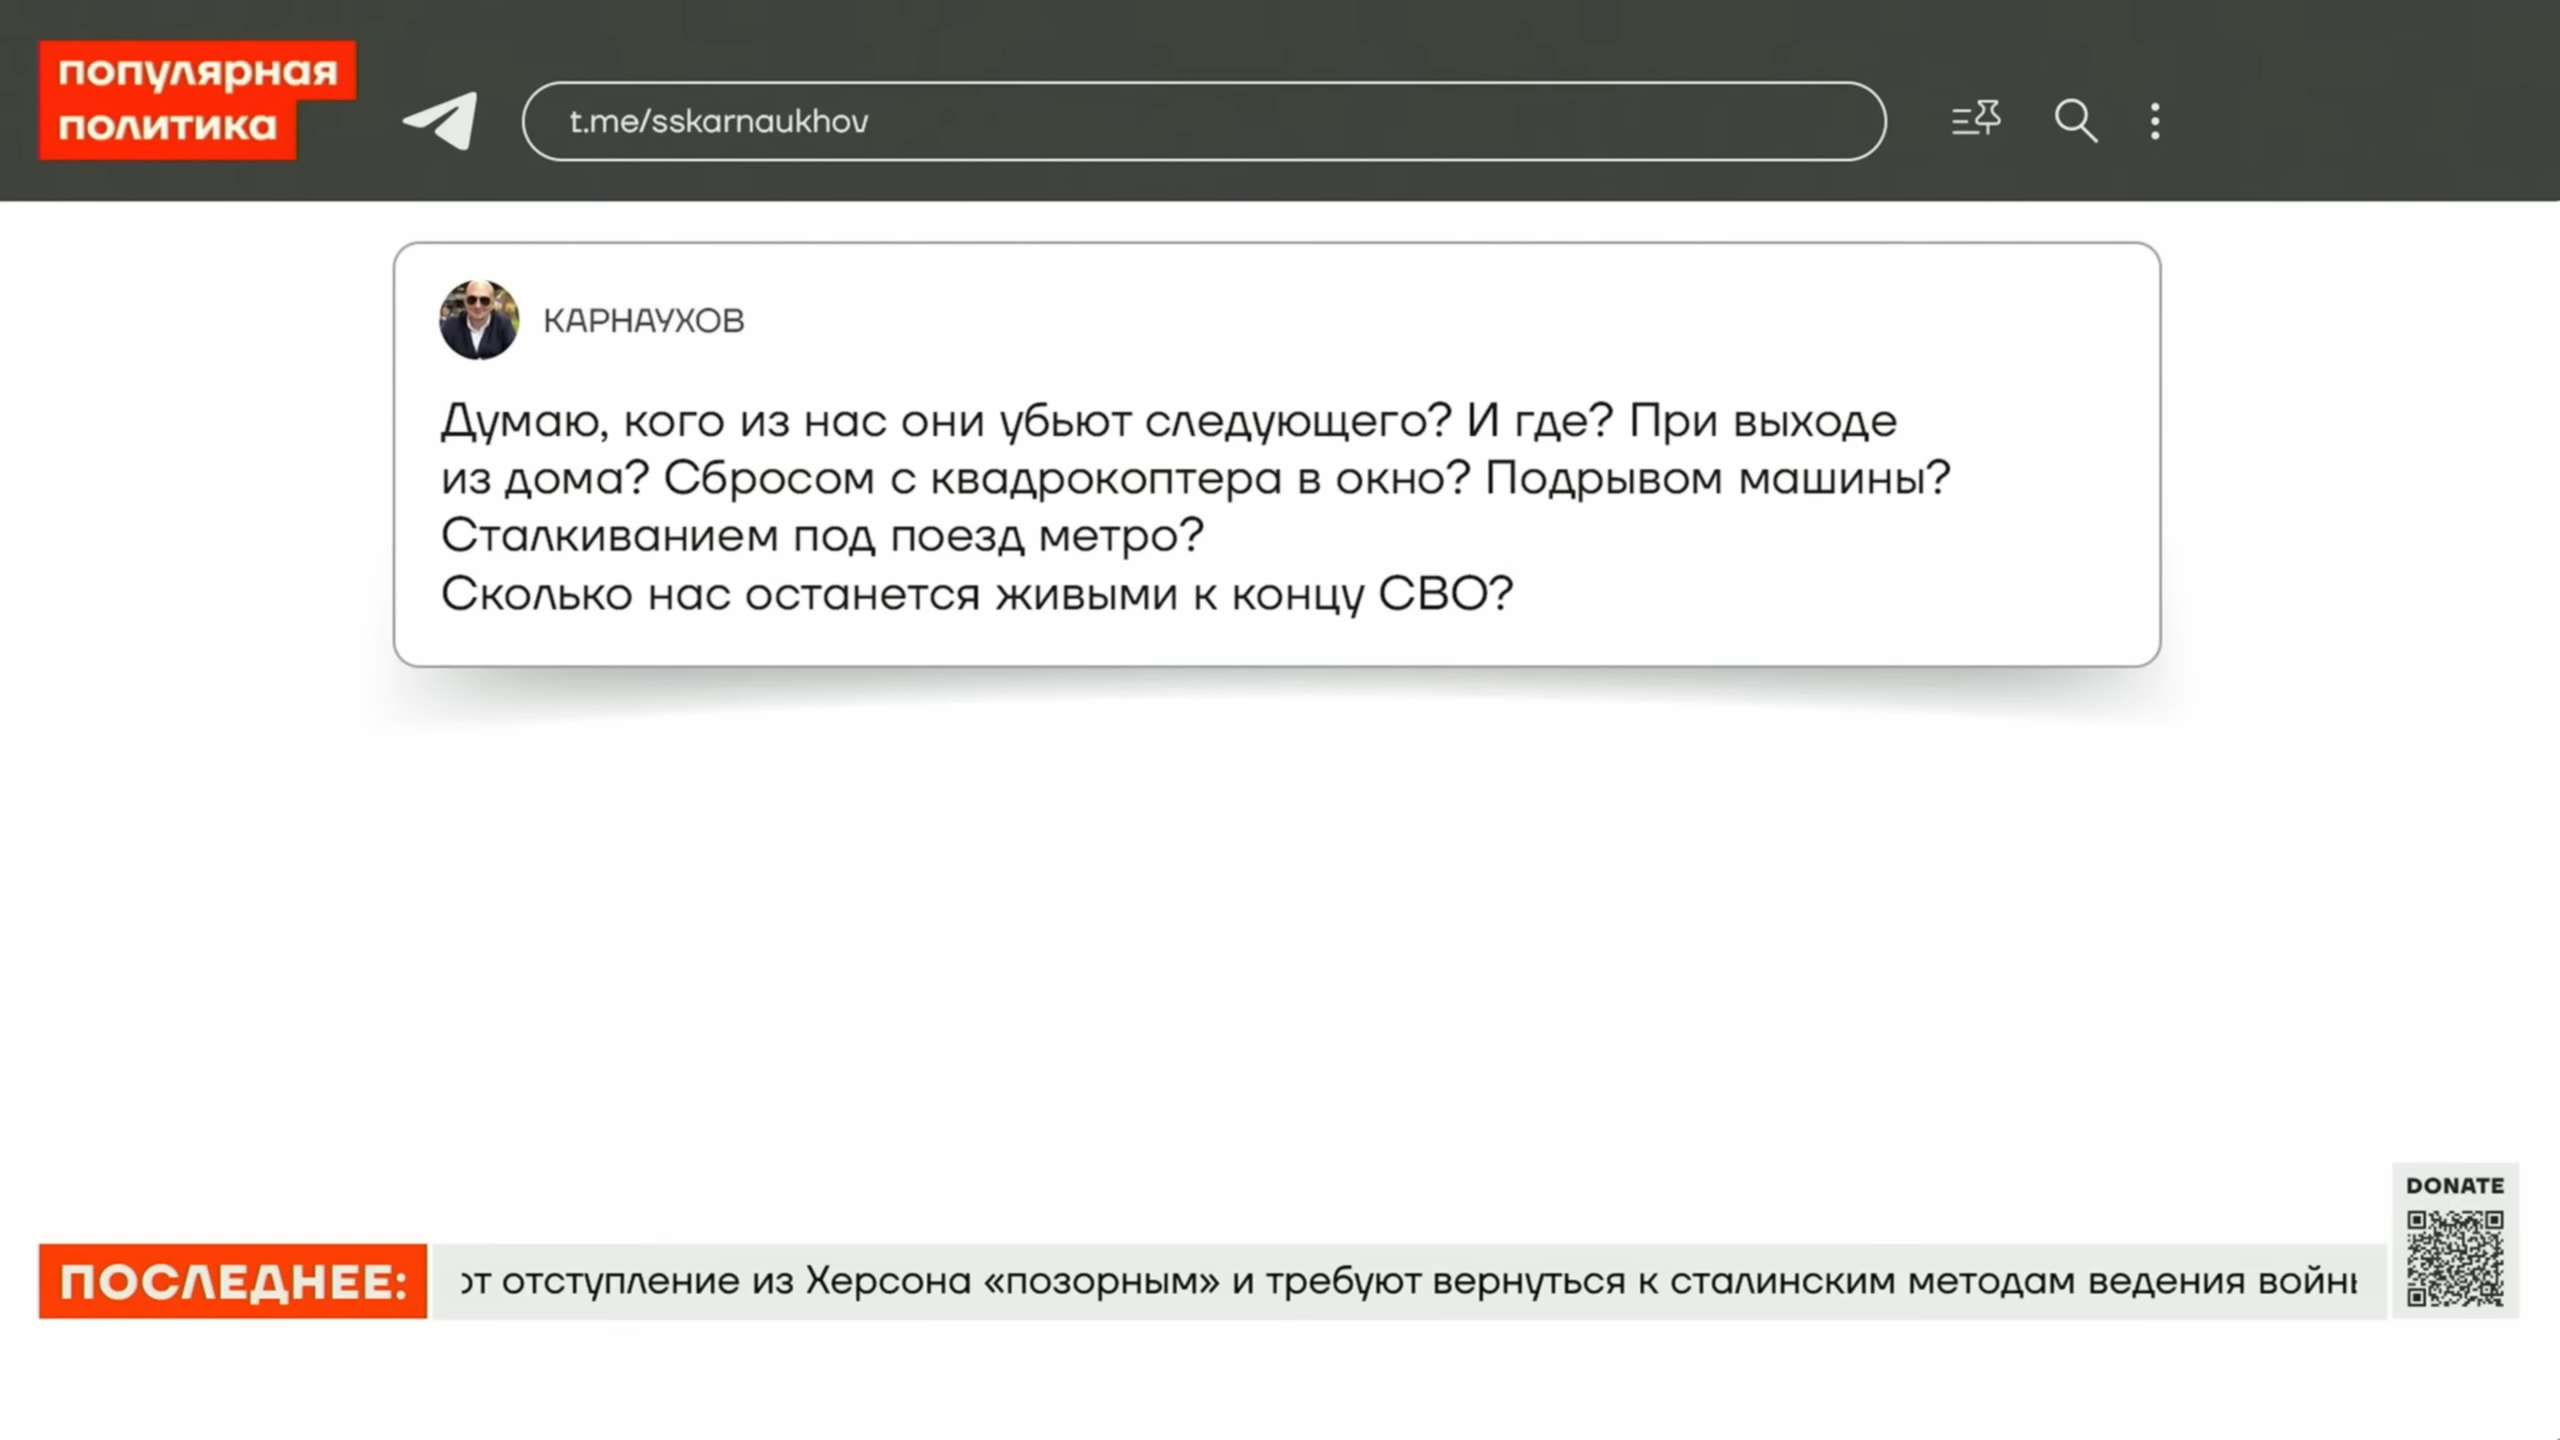 популярная
политика
t.me/sskarnaukhov
КАРНАУХОВ
Думаю, кого из нас они убьют следующего? И где? При выходе
из дома? Сбросом с квадрокоптера в окно? Подрывом машины?
Сталкиванием под поезд метро?
Сколько нас останется живыми к концу СВО?
DONATE
ПОСЛЕДНЕЕ:
отступление из Херсона «позорным» и требуют вернуться к сталинским методам ведения